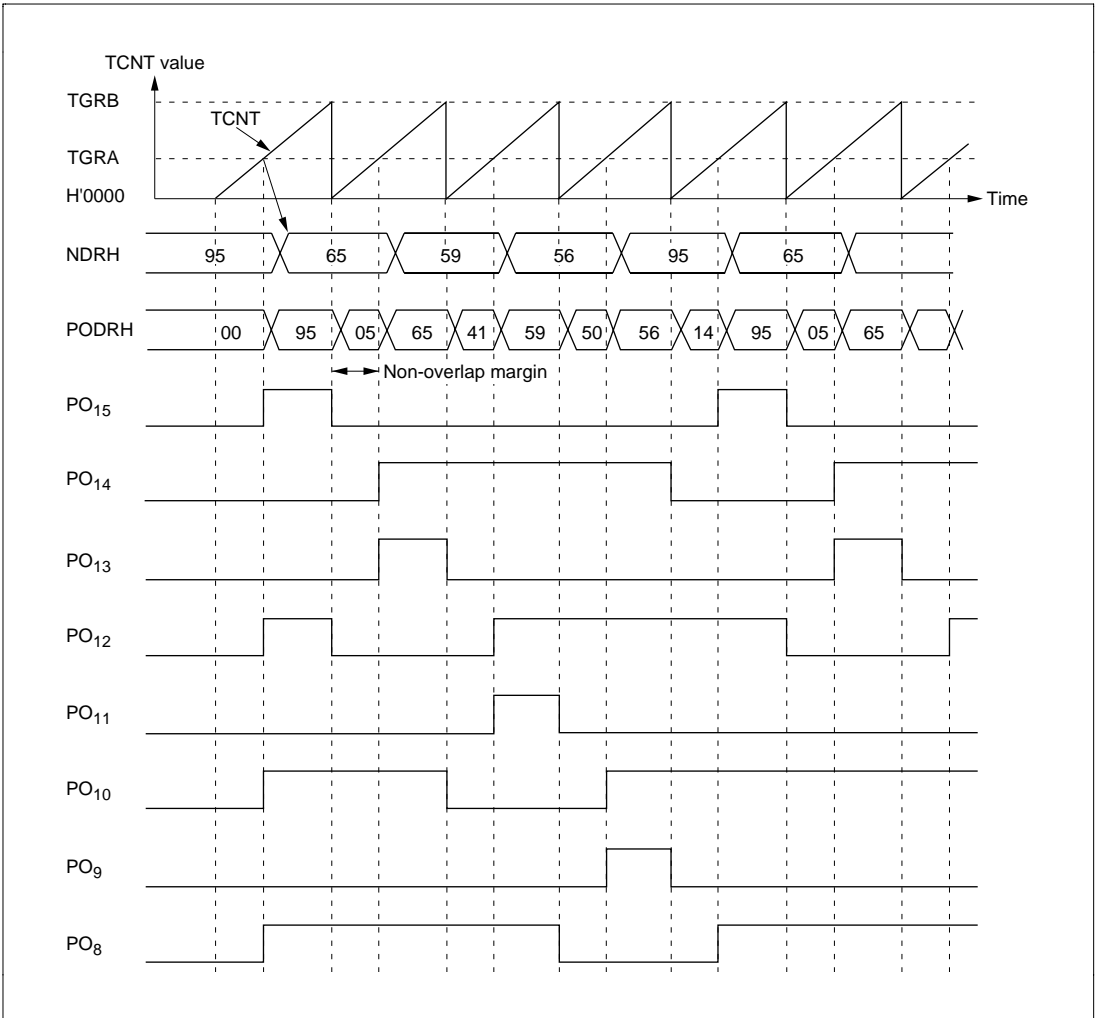 TCNT value
TGRB
TCNT
TGRA
H'0000
Time
NDRH 95 65 59 56 95 65
PODRH 00 95 05 65 41 59 50 56 14 95 05 65
Non-overlap margin
PO15
PO14
PO13
PO12
PO11
PO10
PO9
PO8